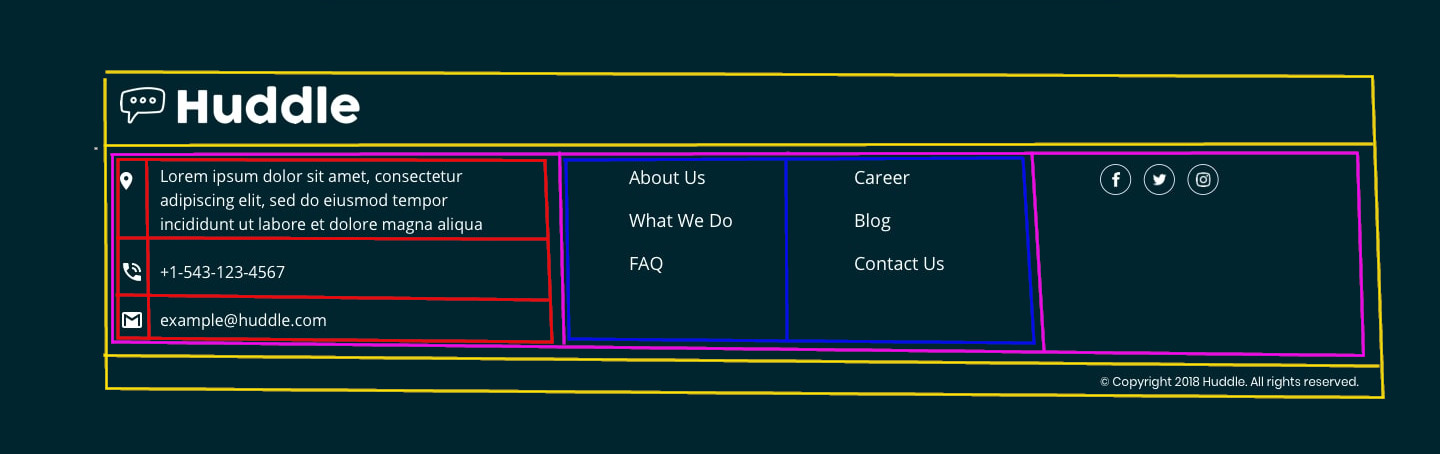 Huddle
Lorem ipsum dolor sit amet, consectetur
adipiscing elit, sed do eiusmod tempor
incididunt ut labore et dolore magna aliqua
+1-543-123-4567
example@huddle.com
About Us
What We Do
FAQ
Career
Blog
Contact Us
© Copyright 2018 Huddle. All rights reserved.